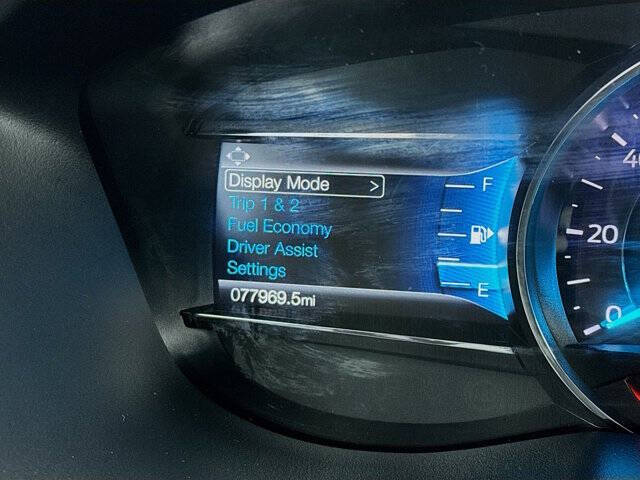 Display Mode >
Trip 1 & 2
Fuel Economy
Driver Assist
Settings
077969.5mi
F
E
40
20
0